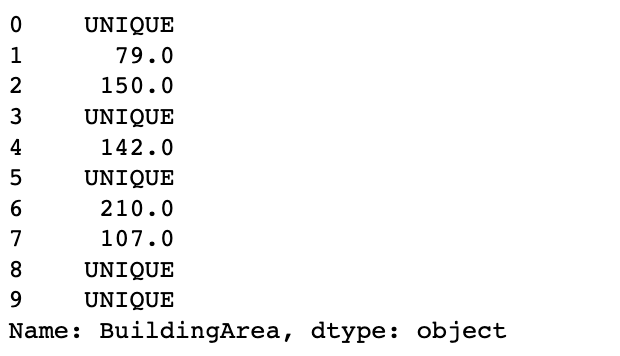 0    UNIQUE
1      79.0
2     150.0
3    UNIQUE
4     142.0
5    UNIQUE
6     210.0
7     107.0
8    UNIQUE
9    UNIQUE
Name: BuildingArea, dtype: object